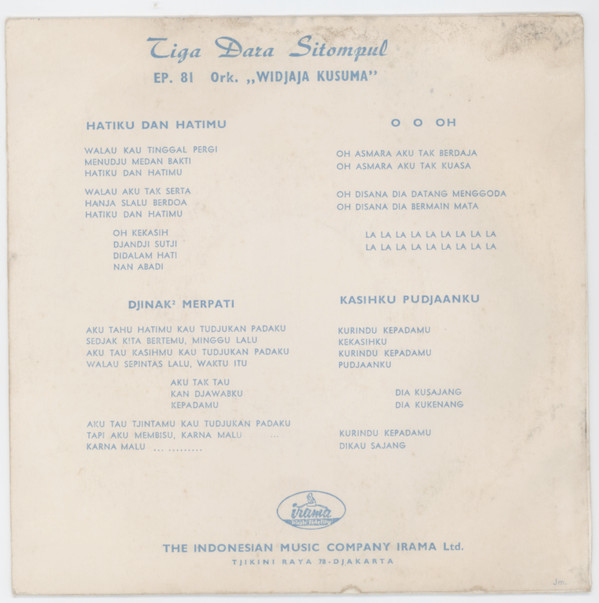 Tiga Dara Sitompul
EP. 81 Ork. „WIDJAJA KUSUMA"
HATIKU DAN HATIMU
WALAU KAU TINGGAL PERGI
MENUDJU MEDAN BAKTI
HATIKU DAN HATIMU
WALAU AKU TAK SERTA
HANJA SLALU BERDOA
HATIKU DAN HATIMU
OH KEKASIH
DJANDJI SUTJI
DIDALAM HATI
NAN ABADI
O O OH
OH ASMARA AKU TAK BERDAJA
OH ASMARA AKU TAK KUASA
OH DISANA DIA DATANG MENGGODA
OH DISANA DIA BERMAIN MATA
LA LA LA LA LA LA LA LA LA
LA LA LA LA LA LA LA LA LA
DJINAK² MERPATI
AKU TAHU HATIMU KAU TUDJUKAN PADAKU
SEDJAK KITA BERTEMU, MINGGU LALU
AKU TAU KASIHMU KAU TUDJUKAN PADAKU
WALAU SEPINTAS LALU, WAKTU ITU
AKU TAK TAU
KAN DJAWABKU
KEPADAMU
AKU TAU TJINTAMU KAU TUDJUKAN PADAKU
TAPI AKU MEMBISU, KARNA MALU ...
KARNA MALU ... .........
KASIHKU PUDJAANKU
KURINDU KEPADAMU
KEKASIHKU
KURINDU KEPADAMU
PUDJAANKU
DIA KUSAJANG
DIA KUKENANG
KURINDU KEPADAMU
DIKAU SAJANG
irama
THE INDONESIAN MUSIC COMPANY IRAMA Ltd.
TJIKINI RAYA 78-DJAKARTA